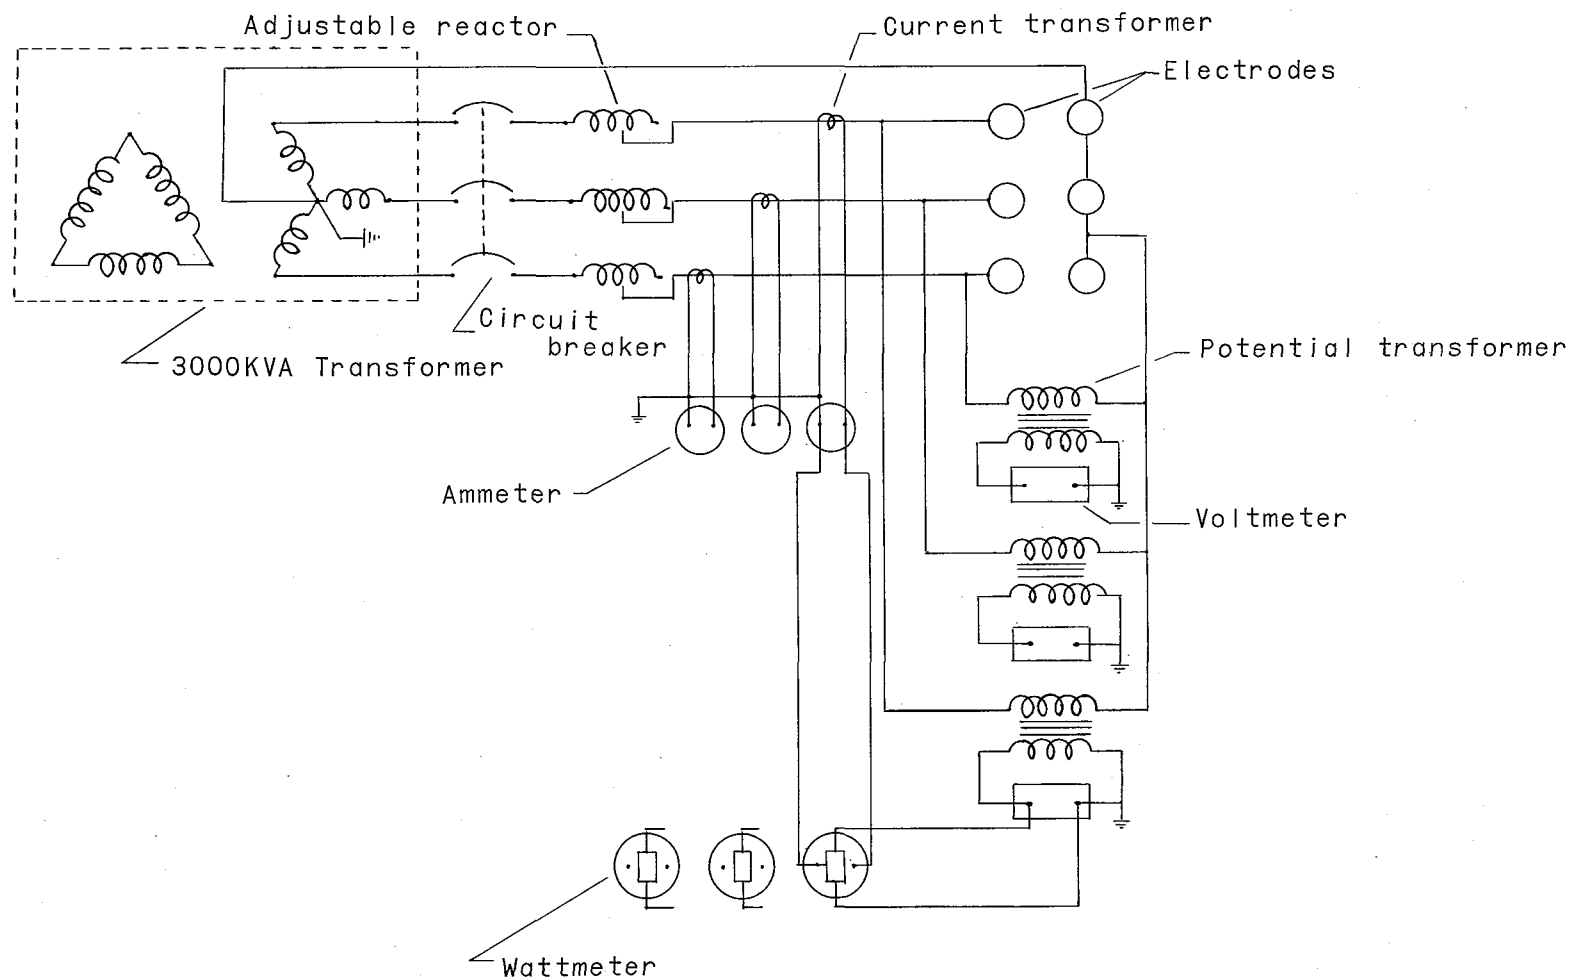 Adjustable reactor
Current transformer
Electrodes
Circuit
breaker
3000KVA Transformer
Potential transformer
Ammeter
Voltmeter
Wattmeter